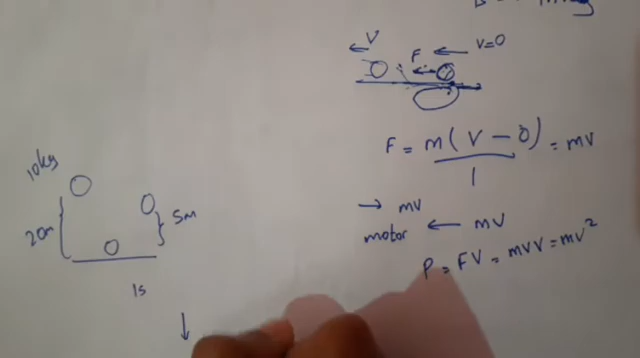 V
F
V=0
F = m(V - 0) = mV
1
→ mV
motor ← mV
P = FV = mVV = mV²
10kg
20m
5m
1s